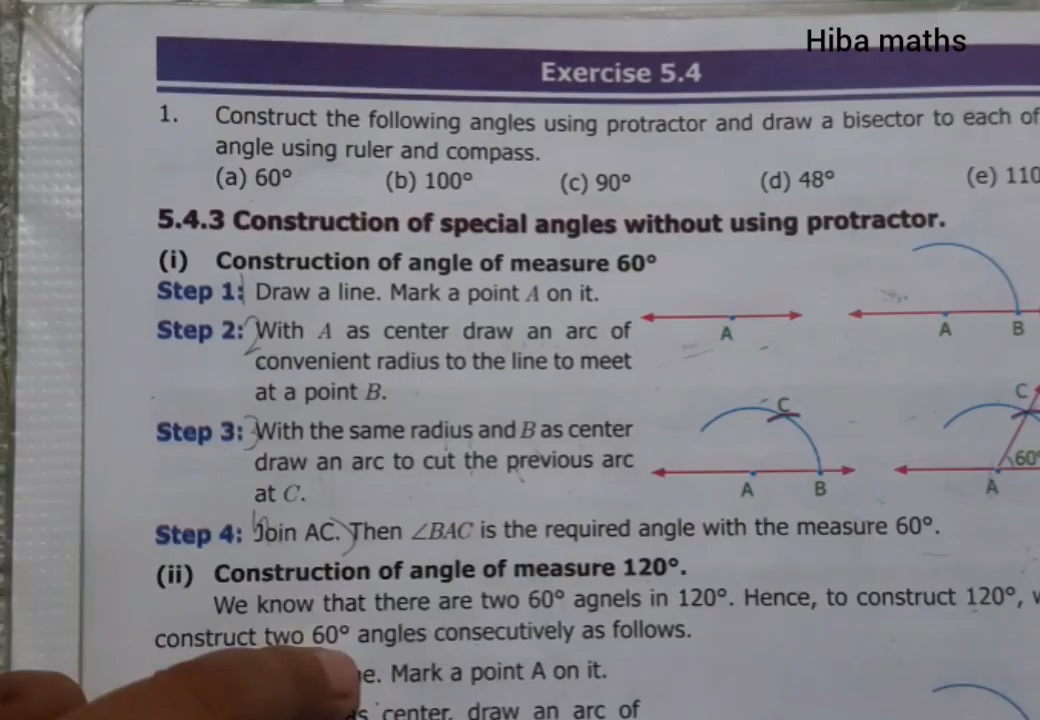 Hiba maths
Exercise 5.4
1. Construct the following angles using protractor and draw a bisector to each of
angle using ruler and compass.
(a) 60° (b) 100° (c) 90° (d) 48° (e) 110
5.4.3 Construction of special angles without using protractor.
(i) Construction of angle of measure 60°
Step 1: Draw a line. Mark a point A on it.
Step 2: With A as center draw an arc of
convenient radius to the line to meet
at a point B.
A
A B
Step 3: With the same radius and B as center
draw an arc to cut the previous arc
at C.
C
A B
C
60°
A
Step 4: Join AC. Then ∠BAC is the required angle with the measure 60°.
(ii) Construction of angle of measure 120°.
We know that there are two 60° agnels in 120°. Hence, to construct 120°,
construct two 60° angles consecutively as follows.
Mark a point A on it.
center, draw an arc of